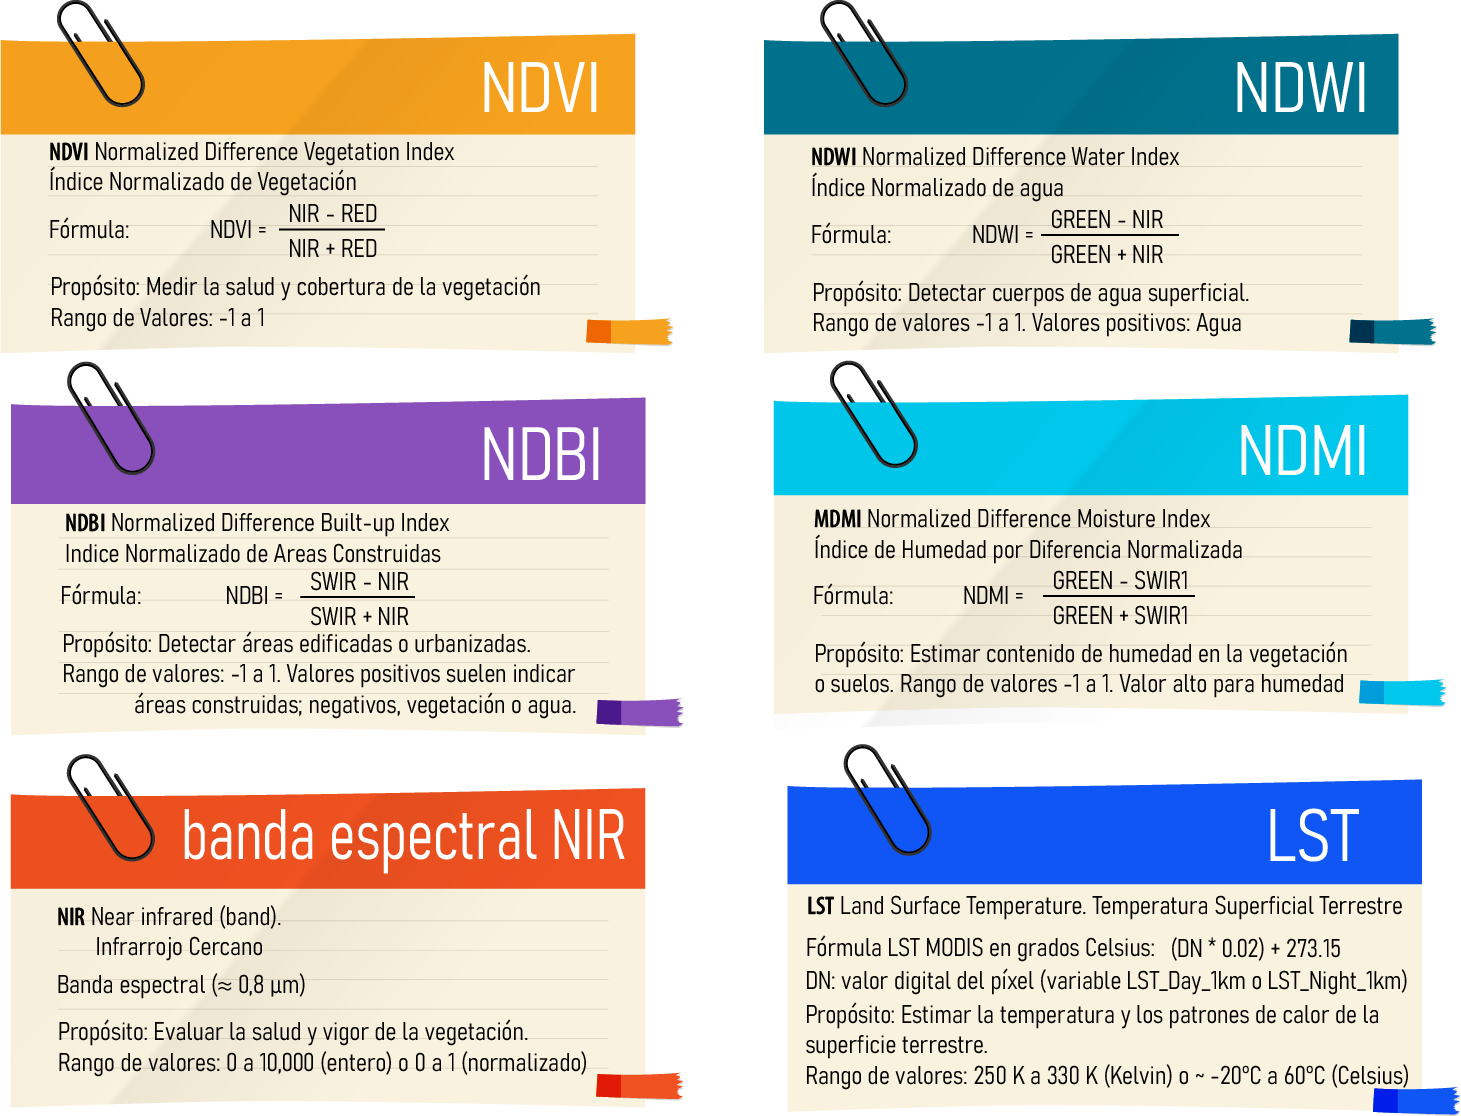 NDVI
NDVI Normalized Difference Vegetation Index
Índice Normalizado de Vegetación
Fórmula: NDVI =
NIR - RED
NIR + RED
Propósito: Medir la salud y cobertura de la vegetación
Rango de Valores: -1 a 1
NDWI
NDWI Normalized Difference Water Index
Índice Normalizado de agua
Fórmula: NDWI =
GREEN - NIR
GREEN + NIR
Propósito: Detectar cuerpos de agua superficial.
Rango de valores -1 a 1. Valores positivos: Agua
NDBI
NDBI Normalized Difference Built-up Index
Indice Normalizado de Areas Construidas
Fórmula: NDBI =
SWIR - NIR
SWIR + NIR
Propósito: Detectar áreas edificadas o urbanizadas.
Rango de valores: -1 a 1. Valores positivos suelen indicar
áreas construidas; negativos, vegetación o agua.
NDMI
MDMI Normalized Difference Moisture Index
Índice de Humedad por Diferencia Normalizada
Fórmula: NDMI =
GREEN - SWIR1
GREEN + SWIR1
Propósito: Estimar contenido de humedad en la vegetación
o suelos. Rango de valores -1 a 1. Valor alto para humedad
banda espectral NIR
NIR Near infrared (band).
Infrarrojo Cercano
Banda espectral (≈ 0,8 µm)
Propósito: Evaluar la salud y vigor de la vegetación.
Rango de valores: 0 a 10,000 (entero) o 0 a 1 (normalizado)
LST
LST Land Surface Temperature. Temperatura Superficial Terrestre
Fórmula LST MODIS en grados Celsius: (DN * 0.02) + 273.15
DN: valor digital del píxel (variable LST_Day_1km o LST_Night_1km)
Propósito: Estimar la temperatura y los patrones de calor de la
superficie terrestre.
Rango de valores: 250 K a 330 K (Kelvin) o ~ -20°C a 60°C (Celsius)